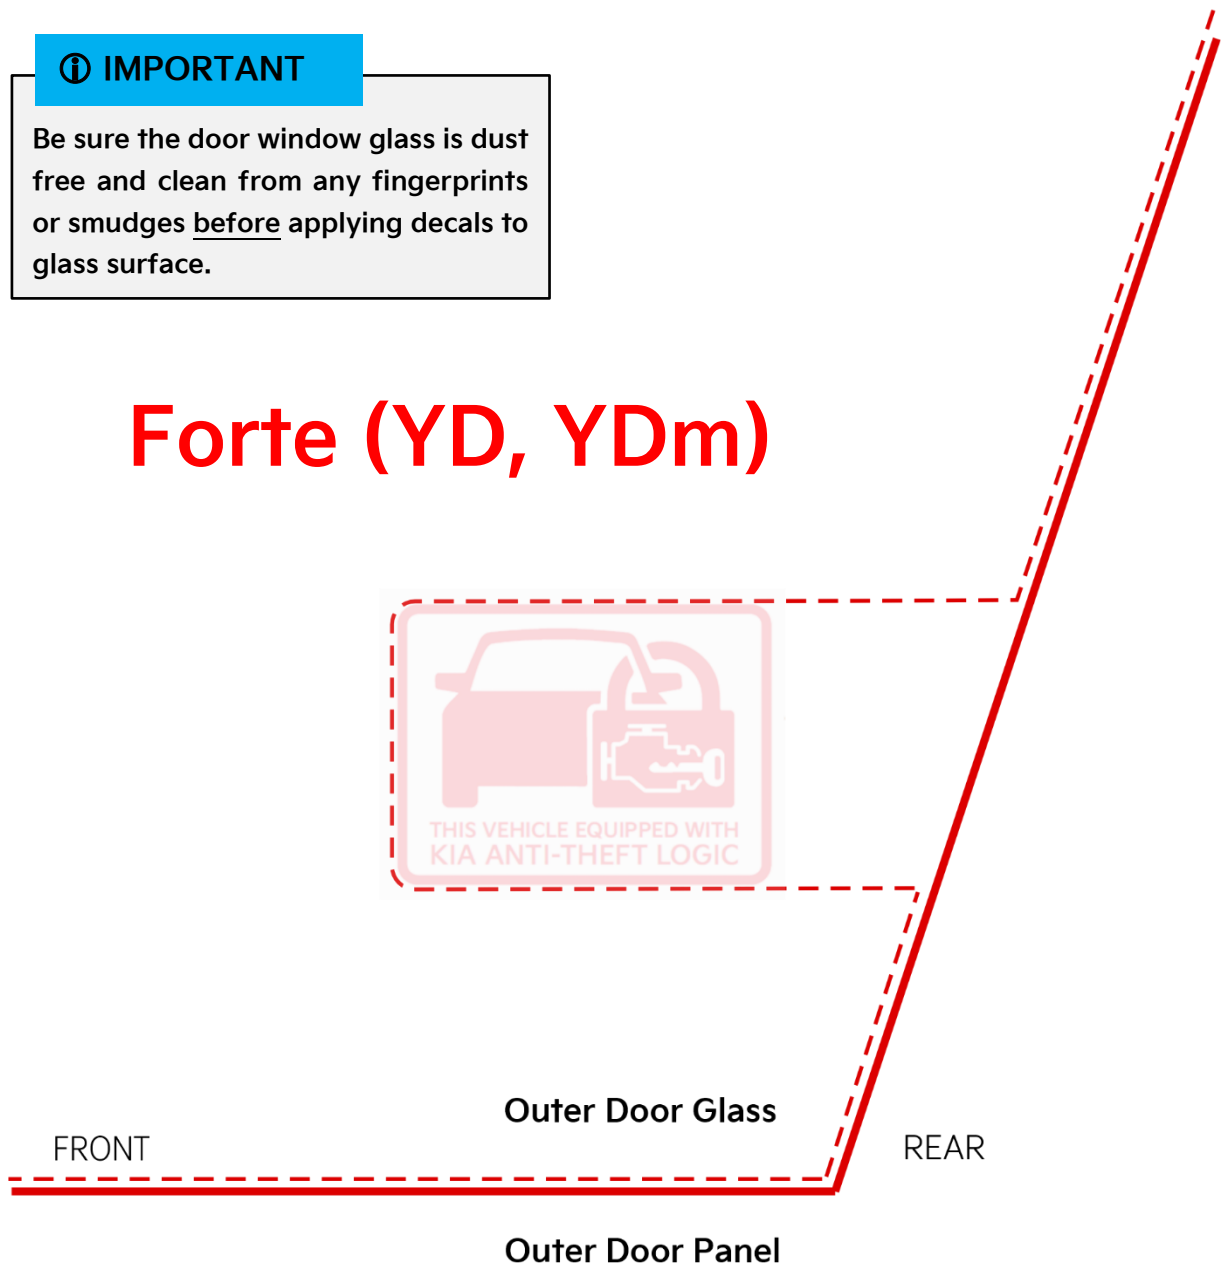 IMPORTANT
Be sure the door window glass is dust
free and clean from any fingerprints
or smudges before applying decals to
glass surface.
Forte (YD, YDm)
THIS VEHICLE EQUIPPED WITH
KIA ANTI-THEFT LOGIC
Outer Door Glass
FRONT
REAR
Outer Door Panel